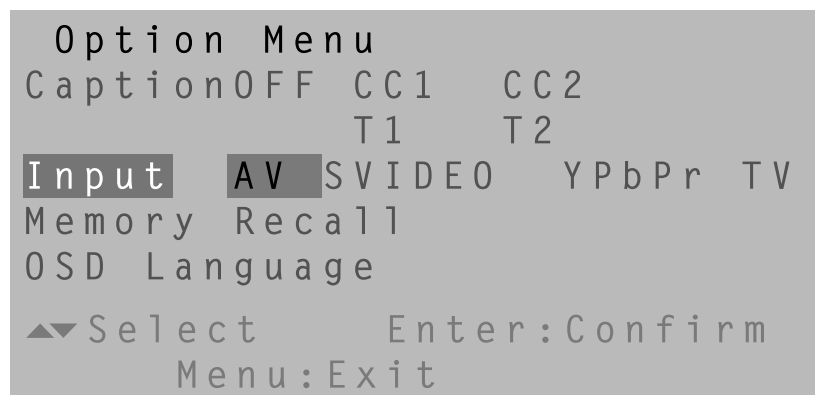 Option Menu
CaptionOFF CC1 CC2
T1 T2
Input AV SVIDEO YPbPr TV
Memory Recall
OSD Language
▲▼Select Enter:Confirm
Menu:Exit